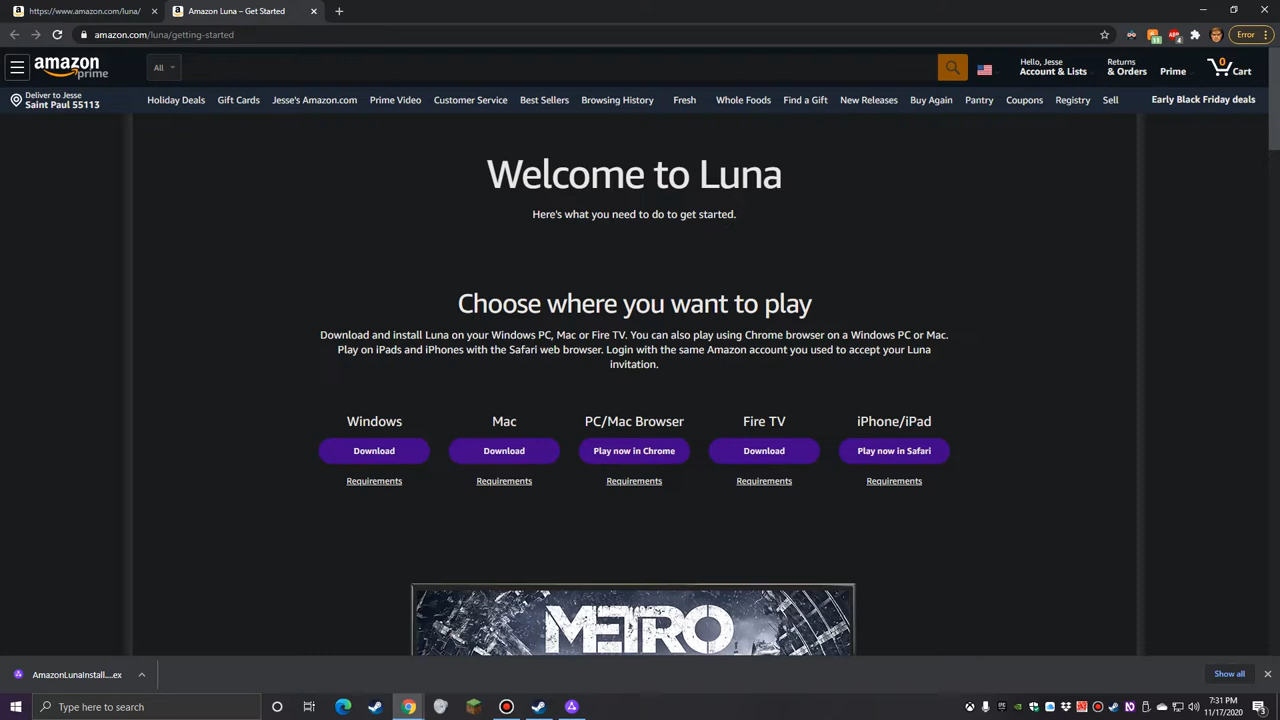 https://www.amazon.com/luna/
Amazon Luna – Get Started
amazon.com/luna/getting-started
11
4
Error
amazon
prime
All
Hello, Jesse
Account & Lists
Returns
& Orders
Prime
0
Cart
Deliver to Jesse
Saint Paul 55113
Holiday Deals
Gift Cards
Jesse's Amazon.com
Prime Video
Customer Service
Best Sellers
Browsing History
Fresh
Whole Foods
Find a Gift
New Releases
Buy Again
Pantry
Coupons
Registry
Sell
Early Black Friday deals
Welcome to Luna
Here's what you need to do to get started.
Choose where you want to play
Download and install Luna on your Windows PC, Mac or Fire TV. You can also play using Chrome browser on a Windows PC or Mac.
Play on iPads and iPhones with the Safari web browser. Login with the same Amazon account you used to accept your Luna
invitation.
Windows
Mac
PC/Mac Browser
Fire TV
iPhone/iPad
Download
Download
Play now in Chrome
Download
Play now in Safari
Requirements
Requirements
Requirements
Requirements
Requirements
METRO
AmazonLunaInstall....ex
Show all
Type here to search
7:31 PM
11/17/2020
3